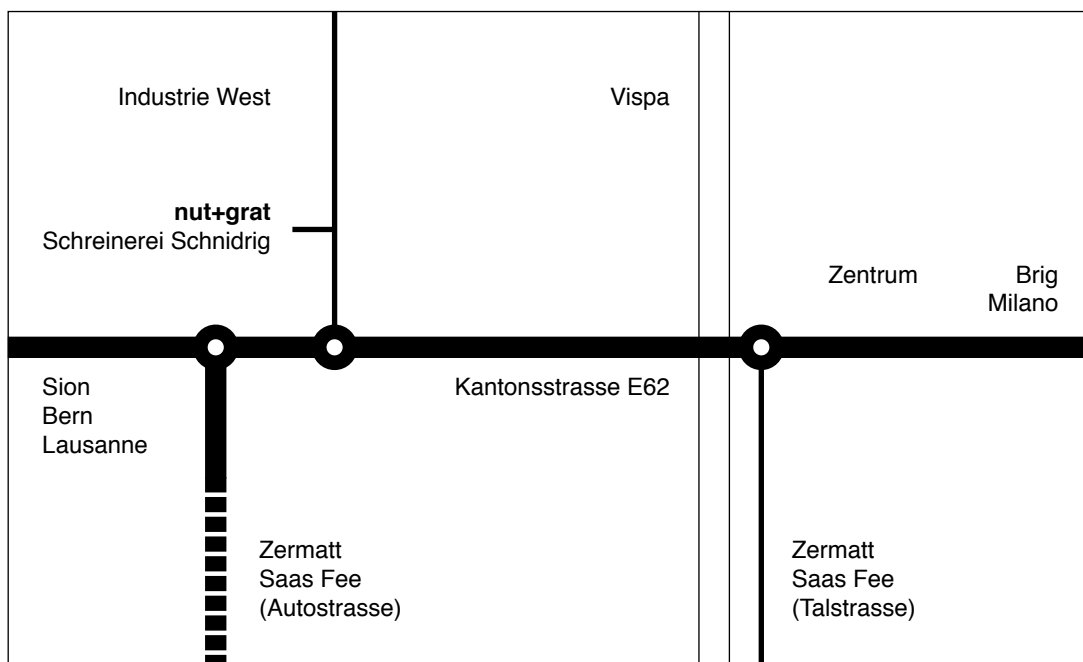 Industrie West
Vispa
nut+grat
Schreinerei Schnidrig
Zentrum
Brig
Milano
Sion
Bern
Lausanne
Kantonsstrasse E62
Zermatt
Saas Fee
(Autostrasse)
Zermatt
Saas Fee
(Talstrasse)